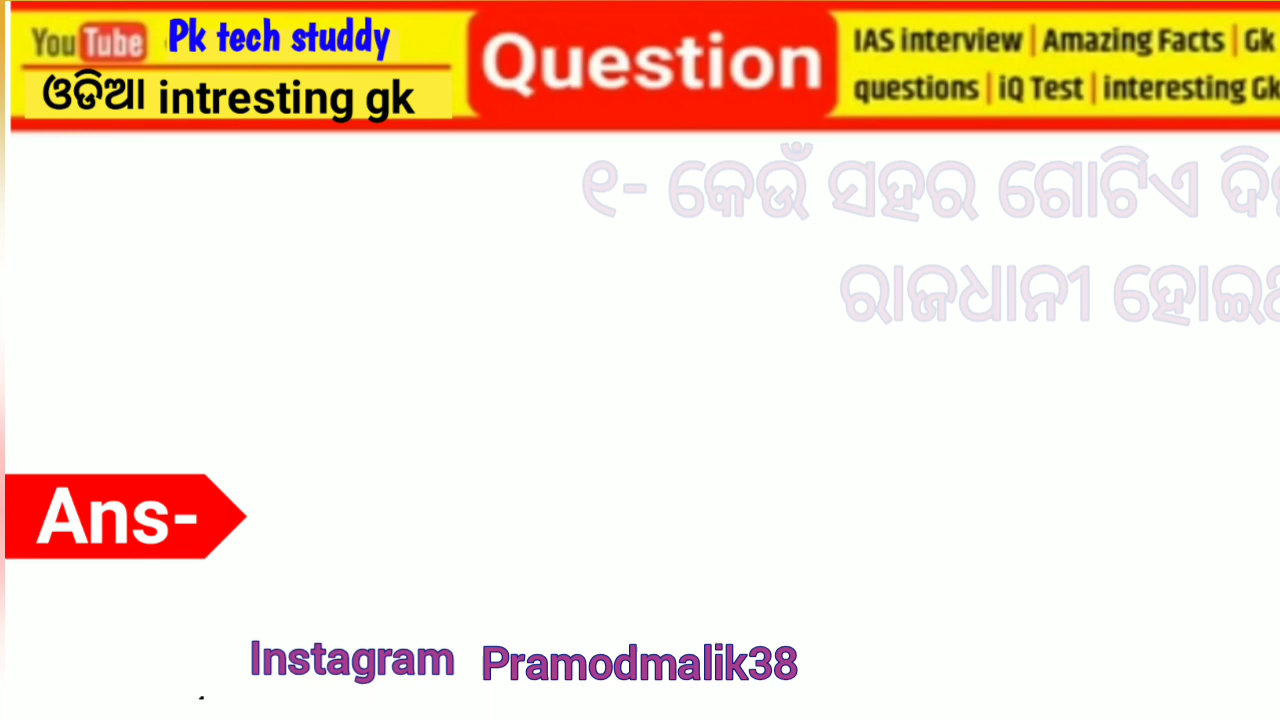 YouTube Pk tech studdy
ଓଡିଆ intresting gk
Question
IAS interview | Amazing Facts | Gk
questions | iQ Test | interesting Gk
୧- କେଉଁ ସହର ଗୋଟିଏ
ରାଜଧାନୀ
Ans-
Instagram Pramodmalik38